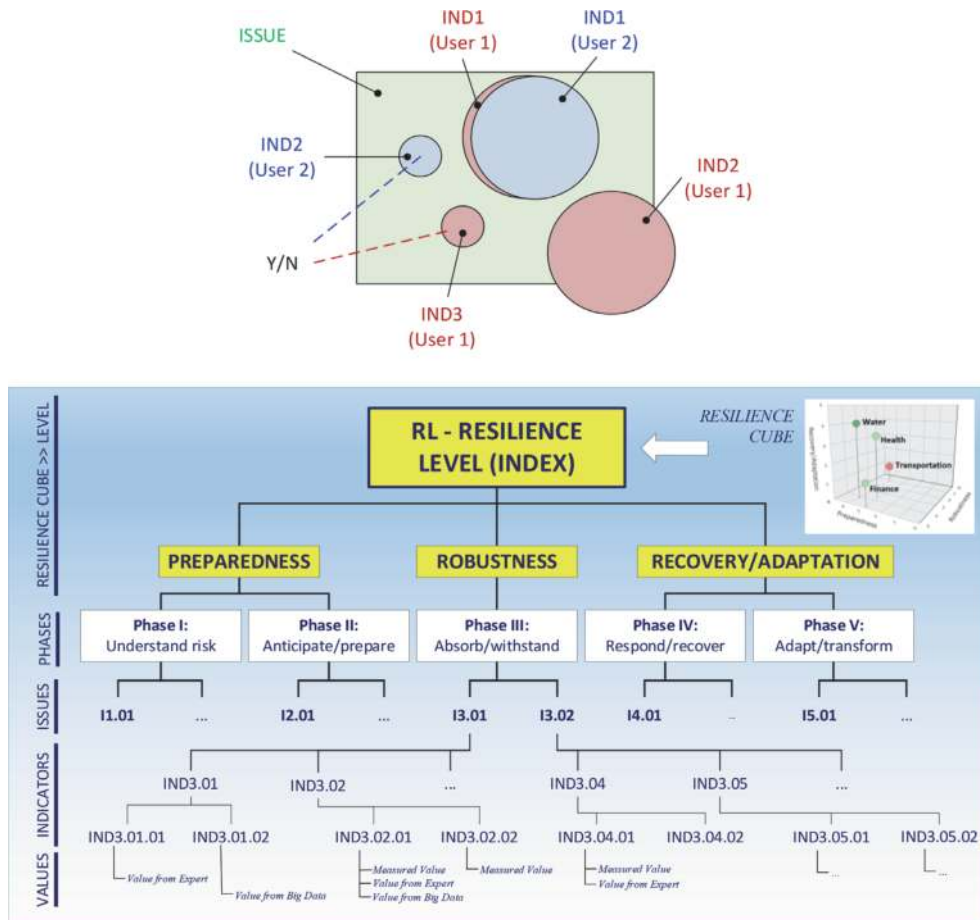 IND1
(User 1)
IND1
(User 2)
ISSUE
IND2
(User 2)
IND2
(User 1)
Y/N
IND3
(User 1)
RESILIENCE CUBE >> LEVEL
RL - RESILIENCE
LEVEL (INDEX)
RESILIENCE
CUBE
Water
Health
Transportation
Finance
Recovery/Adaptation
Preparedness
Robustness
PREPAREDNESS
ROBUSTNESS
RECOVERY/ADAPTATION
PHASES
Phase I:
Understand risk
Phase II:
Anticipate/prepare
Phase III:
Absorb/withstand
Phase IV:
Respond/recover
Phase V:
Adapt/transform
ISSUES
I1.01
...
I2.01
...
I3.01
I3.02
I4.01
..
I5.01
...
INDICATORS
IND3.01
IND3.02
...
IND3.04
IND3.05
...
IND3.01.01
IND3.01.02
IND3.02.01
IND3.02.02
IND3.04.01
IND3.04.02
IND3.05.01
IND3.05.02
VALUES
Value from Expert
Value from Big Data
Measured Value
Value from Expert
Value from Big Data
Measured Value
Measured Value
Value from Expert
...
...